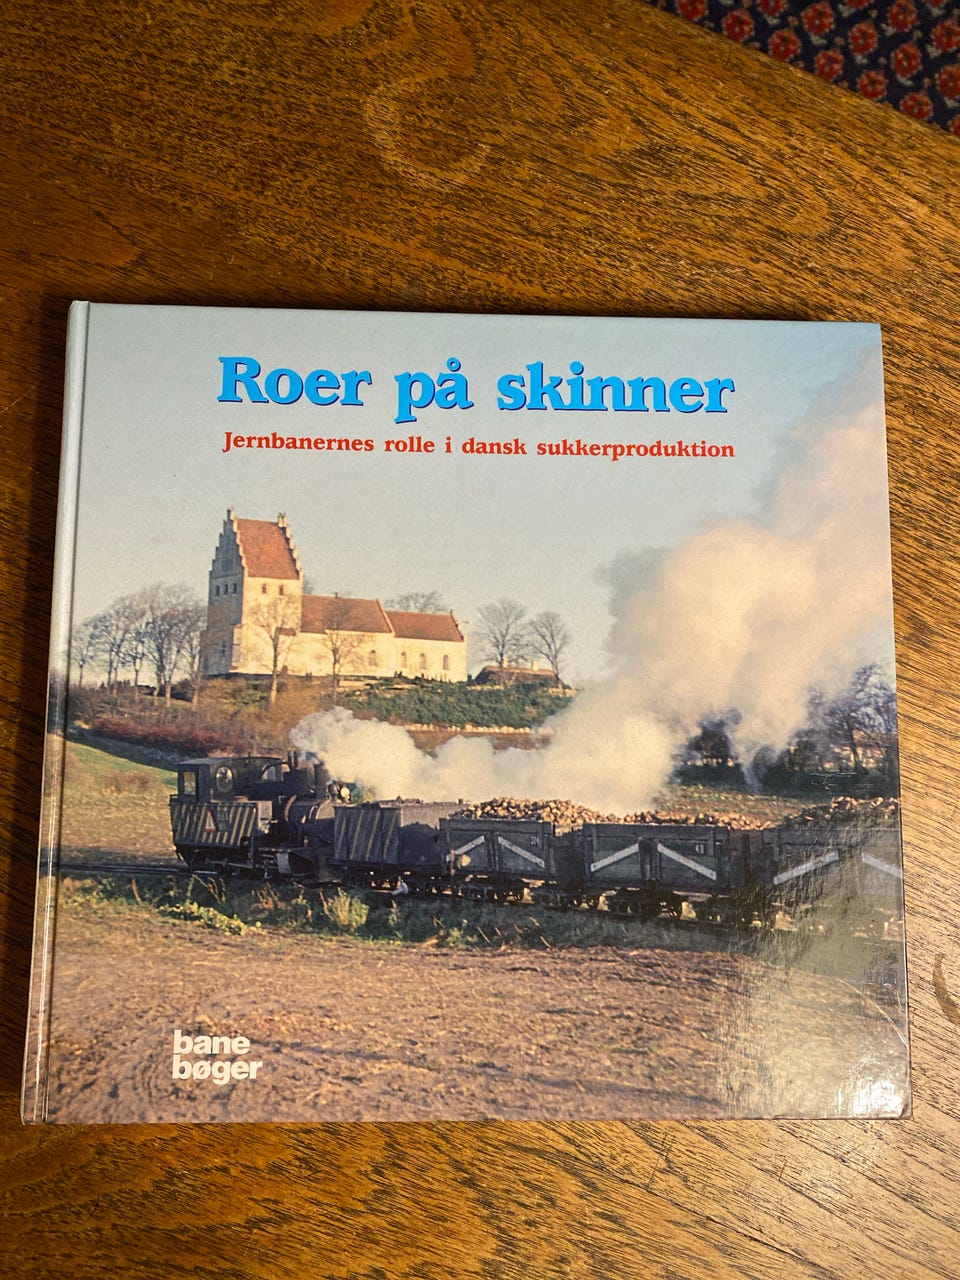 Roer på skinner
Jernbanernes rolle i dansk sukkerproduktion
bane
bøger